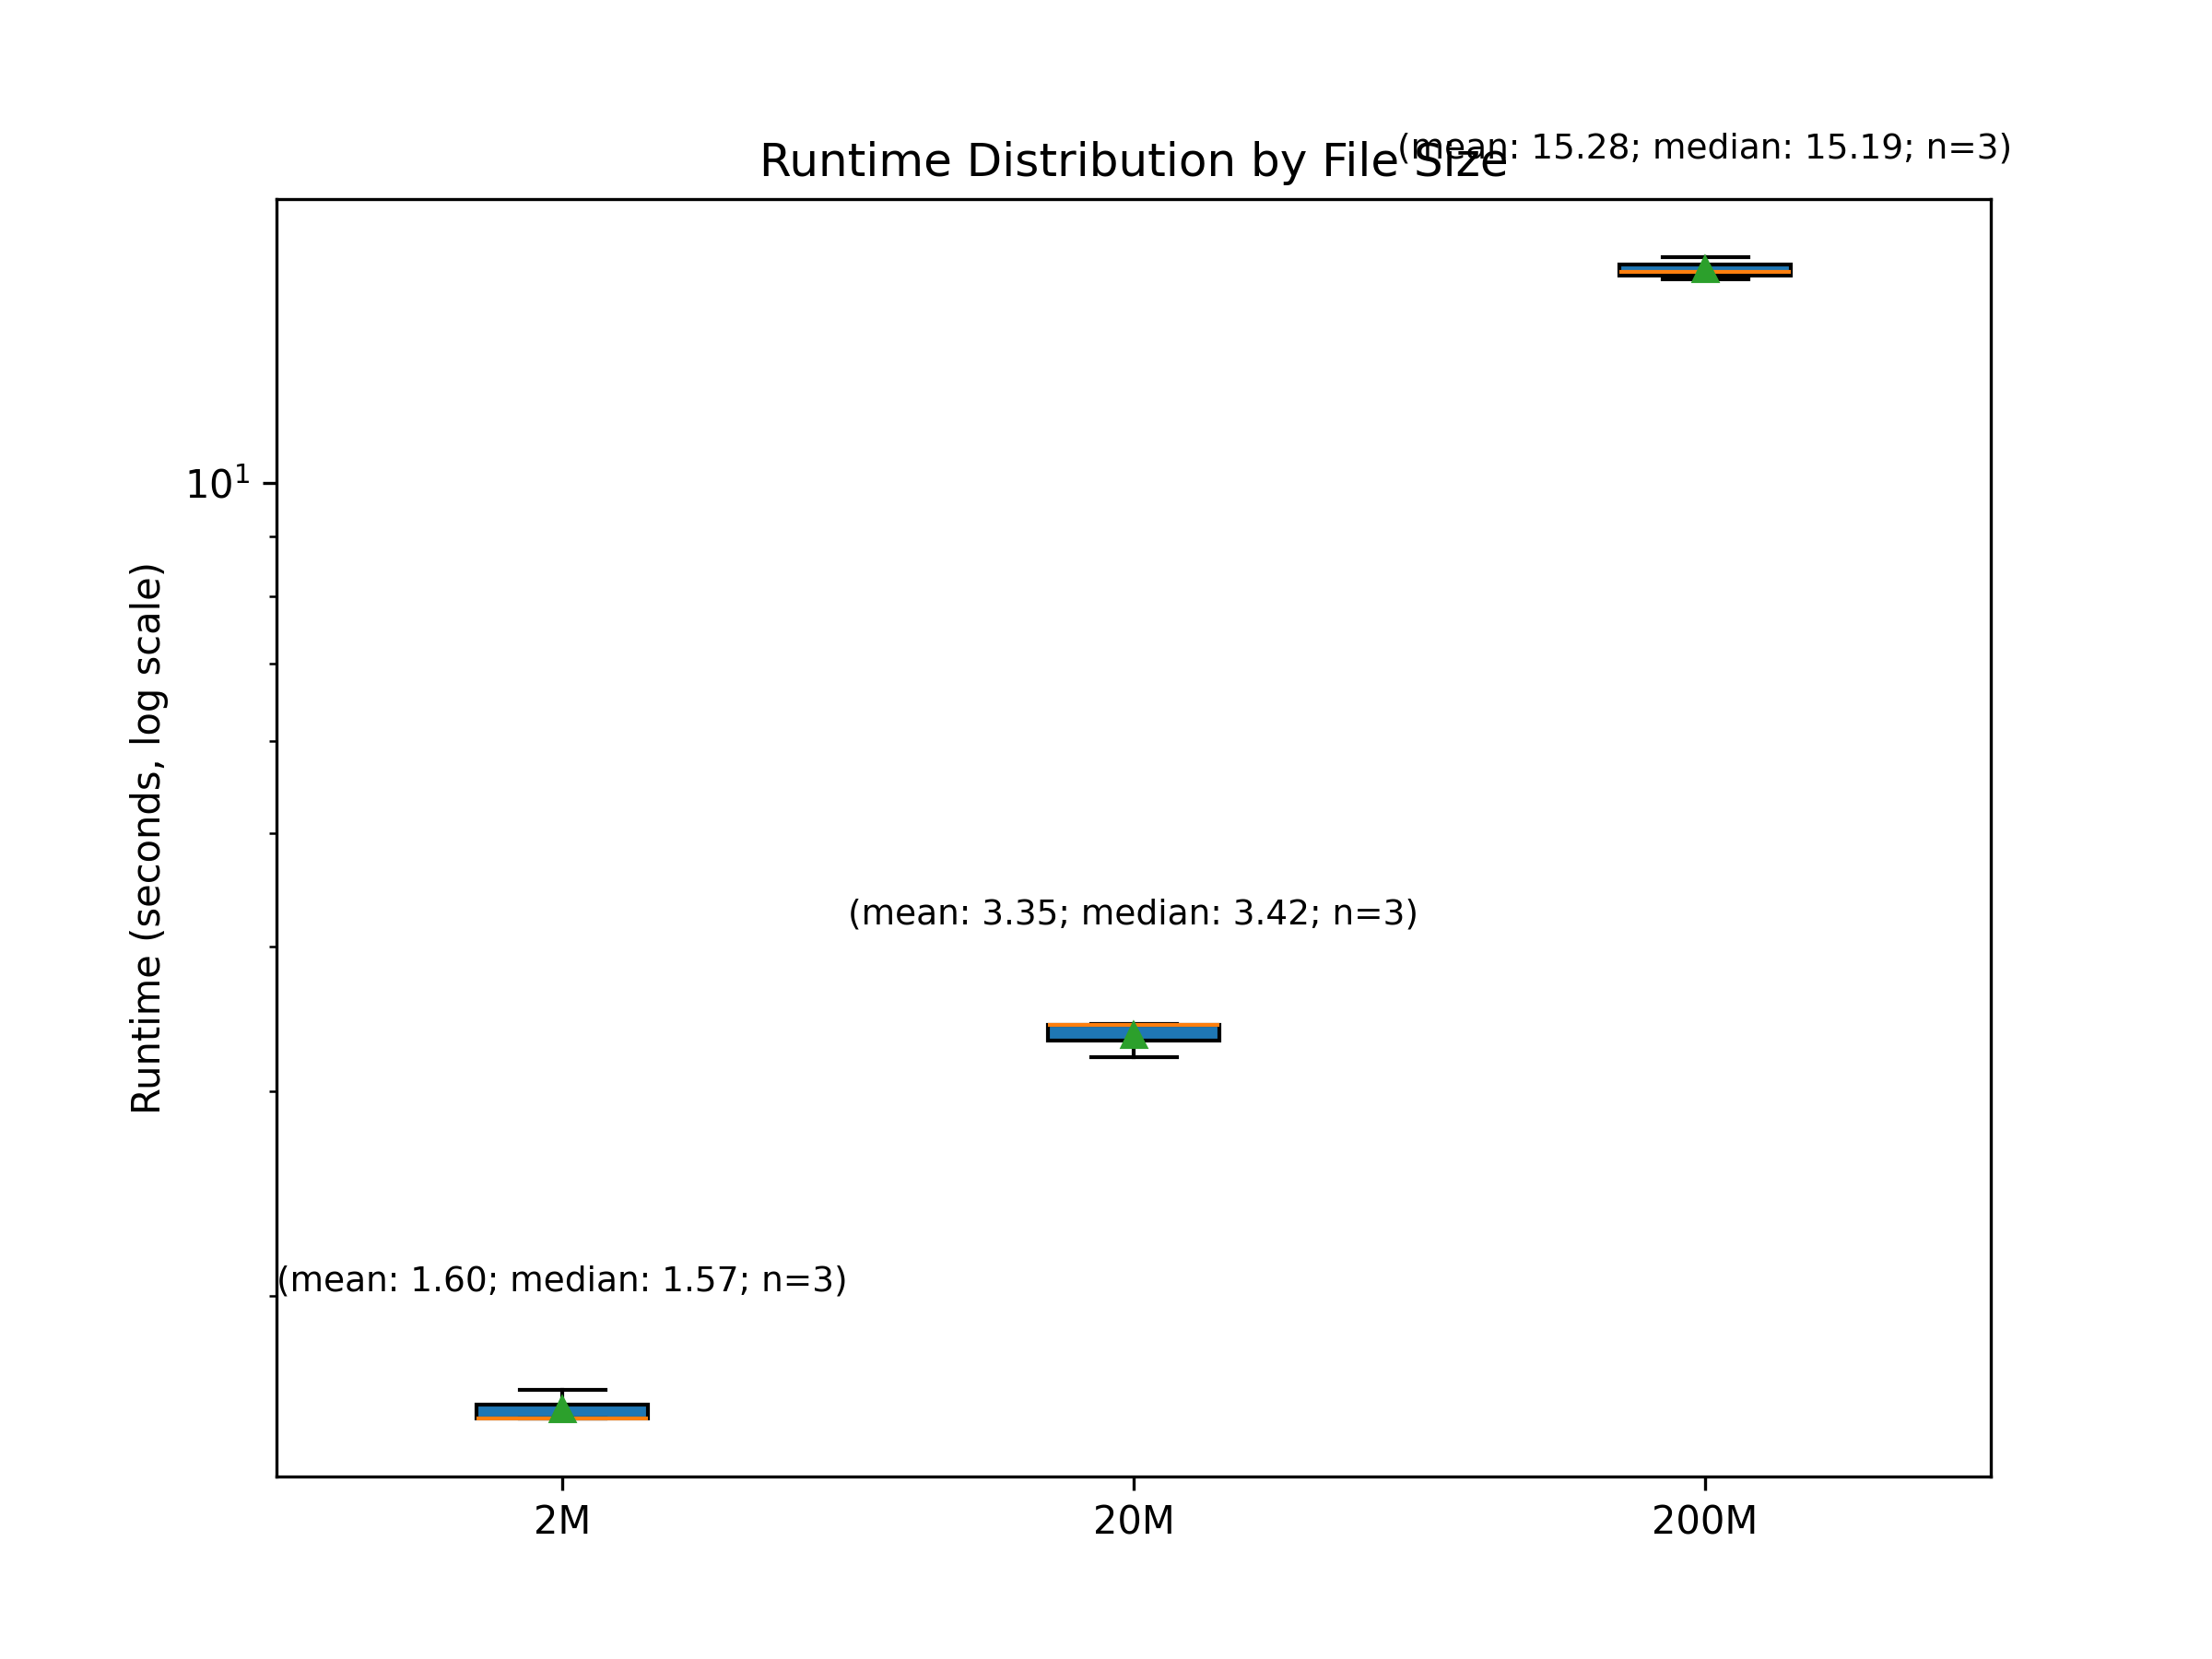 (mean: 15.28; median: 15.19; n=3)
Runtime Distribution by File Size
10¹
Runtime (seconds, log scale)
(mean: 3.35; median: 3.42; n=3)
(mean: 1.60; median: 1.57; n=3)
2M
20M
200M